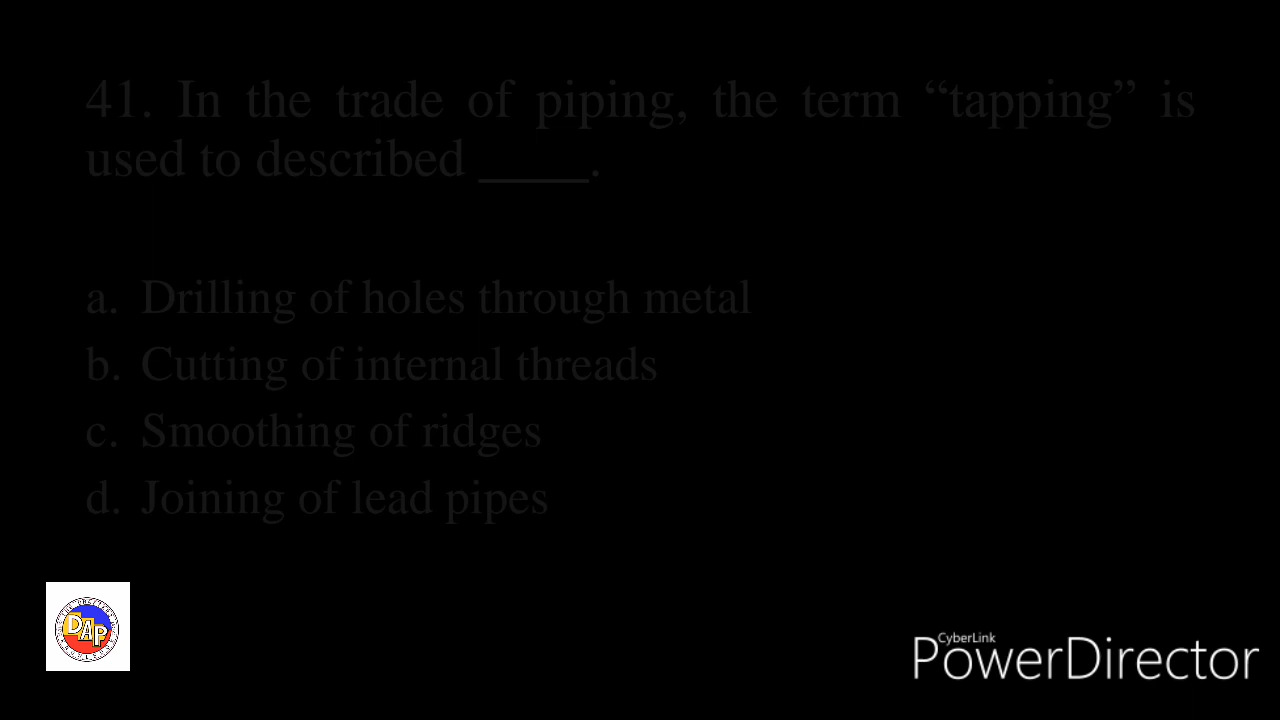 41. In the trade of piping, the term “tapping” is
used to described ____.
a. Drilling of holes through metal
b. Cutting of internal threads
c. Smoothing of ridges
d. Joining of lead pipes
DAP
CyberLink
PowerDirector